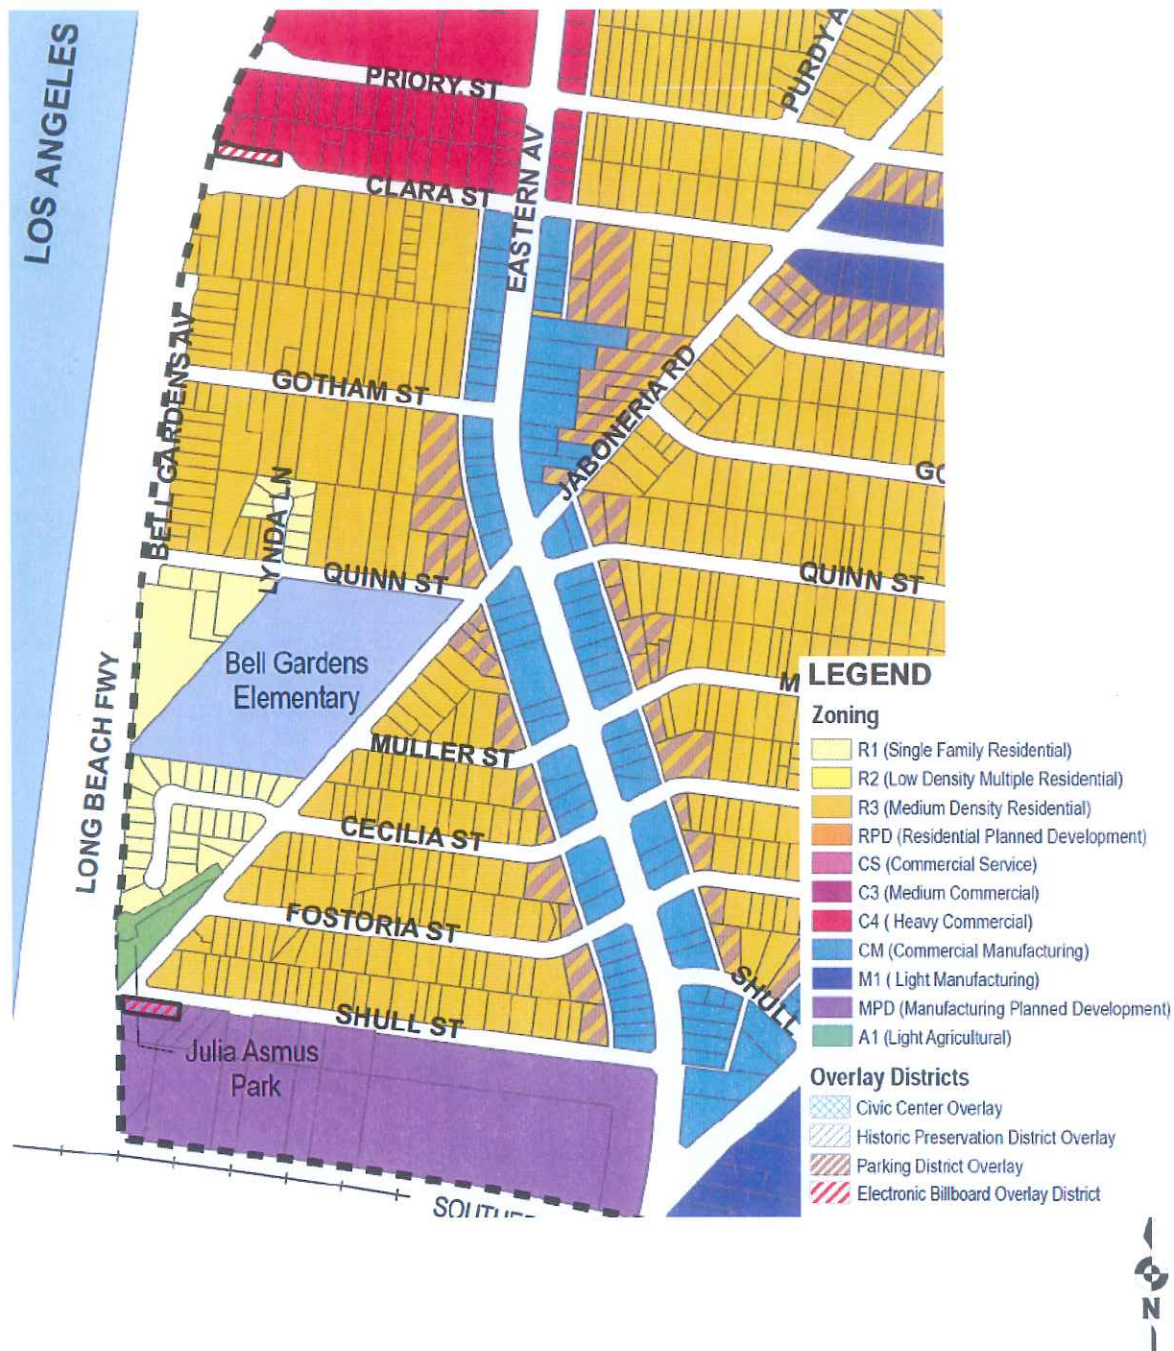 LOS ANGELES
PRIORY ST
PURDY A
CLARA ST
EASTERN AV
BELL GARDENS AV
GOTHAM ST
JABONERIA RD
GO
LYNDA LN
QUINN ST
QUINN ST
Bell Gardens
Elementary
LONG BEACH FWY
MULLER ST
M
CECILIA ST
FOSTORIA ST
SHULL ST
SHULL
Julia Asmus
Park
SOUTHE
LEGEND
Zoning
R1 (Single Family Residential)
R2 (Low Density Multiple Residential)
R3 (Medium Density Residential)
RPD (Residential Planned Development)
CS (Commercial Service)
C3 (Medium Commercial)
C4 ( Heavy Commercial)
CM (Commercial Manufacturing)
M1 ( Light Manufacturing)
MPD (Manufacturing Planned Development)
A1 (Light Agricultural)
Overlay Districts
Civic Center Overlay
Historic Preservation District Overlay
Parking District Overlay
Electronic Billboard Overlay District
N